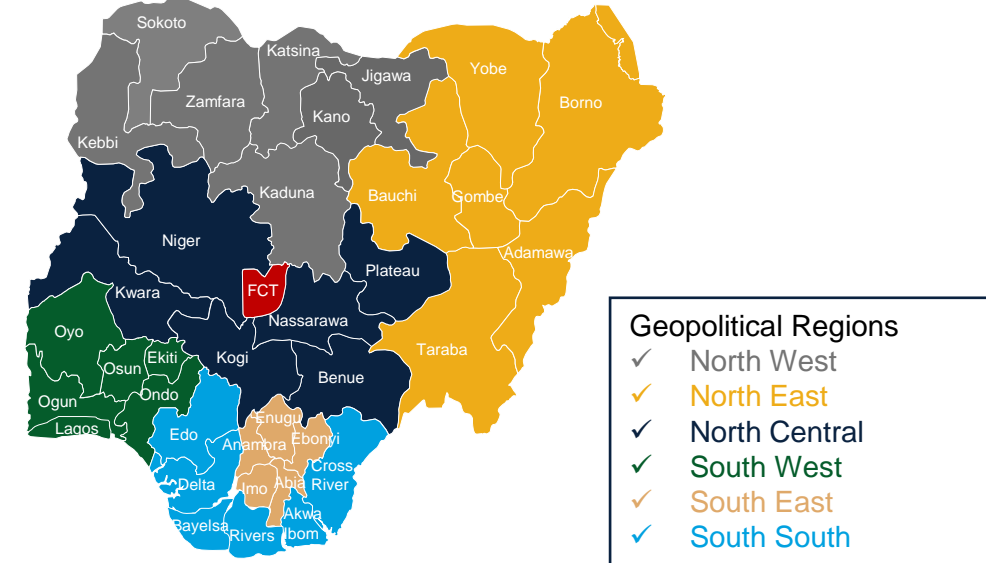 Sokoto
Katsina
Yobe
Jigawa
Zamfara
Borno
Kano
Kebbi
Kaduna
Bauchi
Gombe
Niger
Adamawa
Plateau
FCT
Kwara
Nassarawa
Oyo
Taraba
Kogi
Ekiti
Osun
Benue
Ondo
Ogun
Enugu
Lagos
Edo
Ebonyi
Anambra
Cross
River
Delta
Imo
Abia
Akwa
Ibom
Bayelsa
Rivers
Geopolitical Regions
✓ North West
✓ North East
✓ North Central
✓ South West
✓ South East
✓ South South